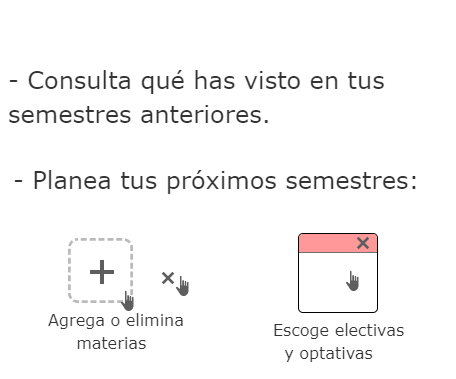 - Consulta qué has visto en tus
semestres anteriores.
- Planea tus próximos semestres:
Agrega o elimina
materias
Escoge electivas
y optativas